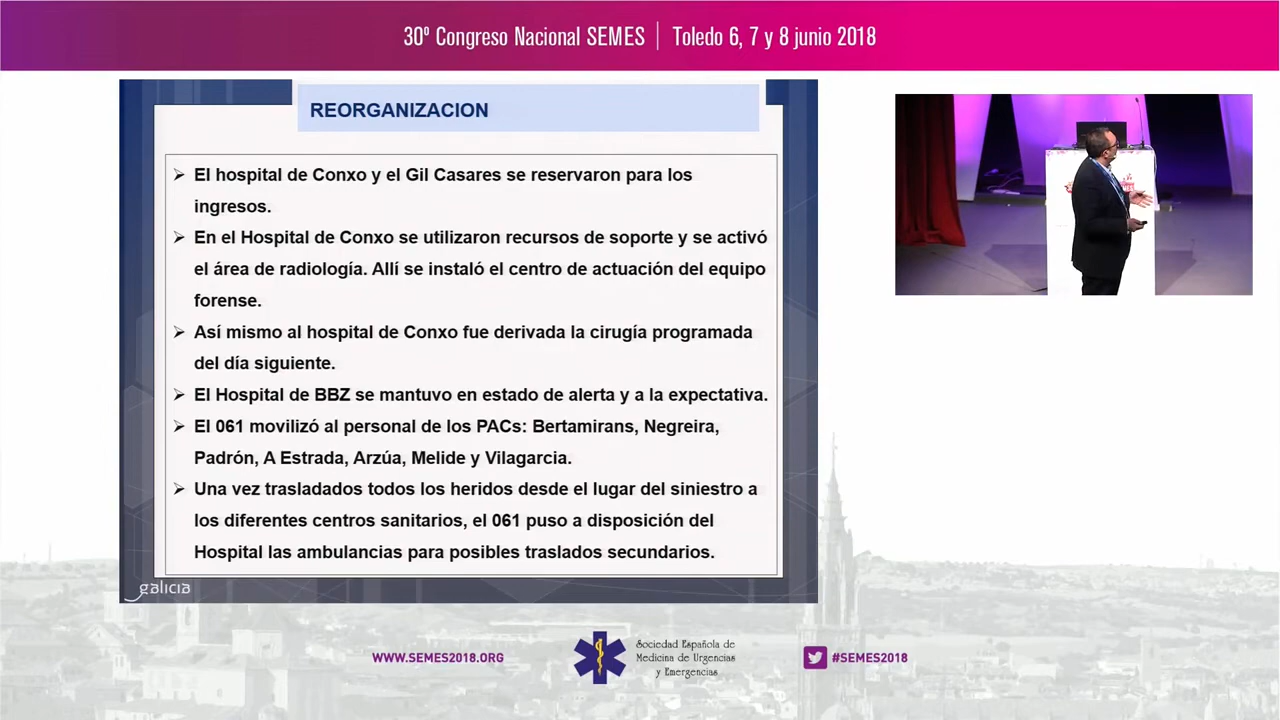 30º Congreso Nacional SEMES | Toledo 6, 7 y 8 junio 2018
REORGANIZACION
➢ El hospital de Conxo y el Gil Casares se reservaron para los
ingresos.
➢ En el Hospital de Conxo se utilizaron recursos de soporte y se activó
el área de radiología. Allí se instaló el centro de actuación del equipo
forense.
➢ Así mismo al hospital de Conxo fue derivada la cirugía programada
del día siguiente.
➢ El Hospital de BBZ se mantuvo en estado de alerta y a la expectativa.
➢ El 061 movilizó al personal de los PACs: Bertamirans, Negreira,
Padrón, A Estrada, Arzúa, Melide y Vilagarcia.
➢ Una vez trasladados todos los heridos desde el lugar del siniestro a
los diferentes centros sanitarios, el 061 puso a disposición del
Hospital las ambulancias para posibles traslados secundarios.
galicia
SEMES
WWW.SEMES2018.ORG
Sociedad Española de
Medicina de Urgencias
y Emergencias
#SEMES2018